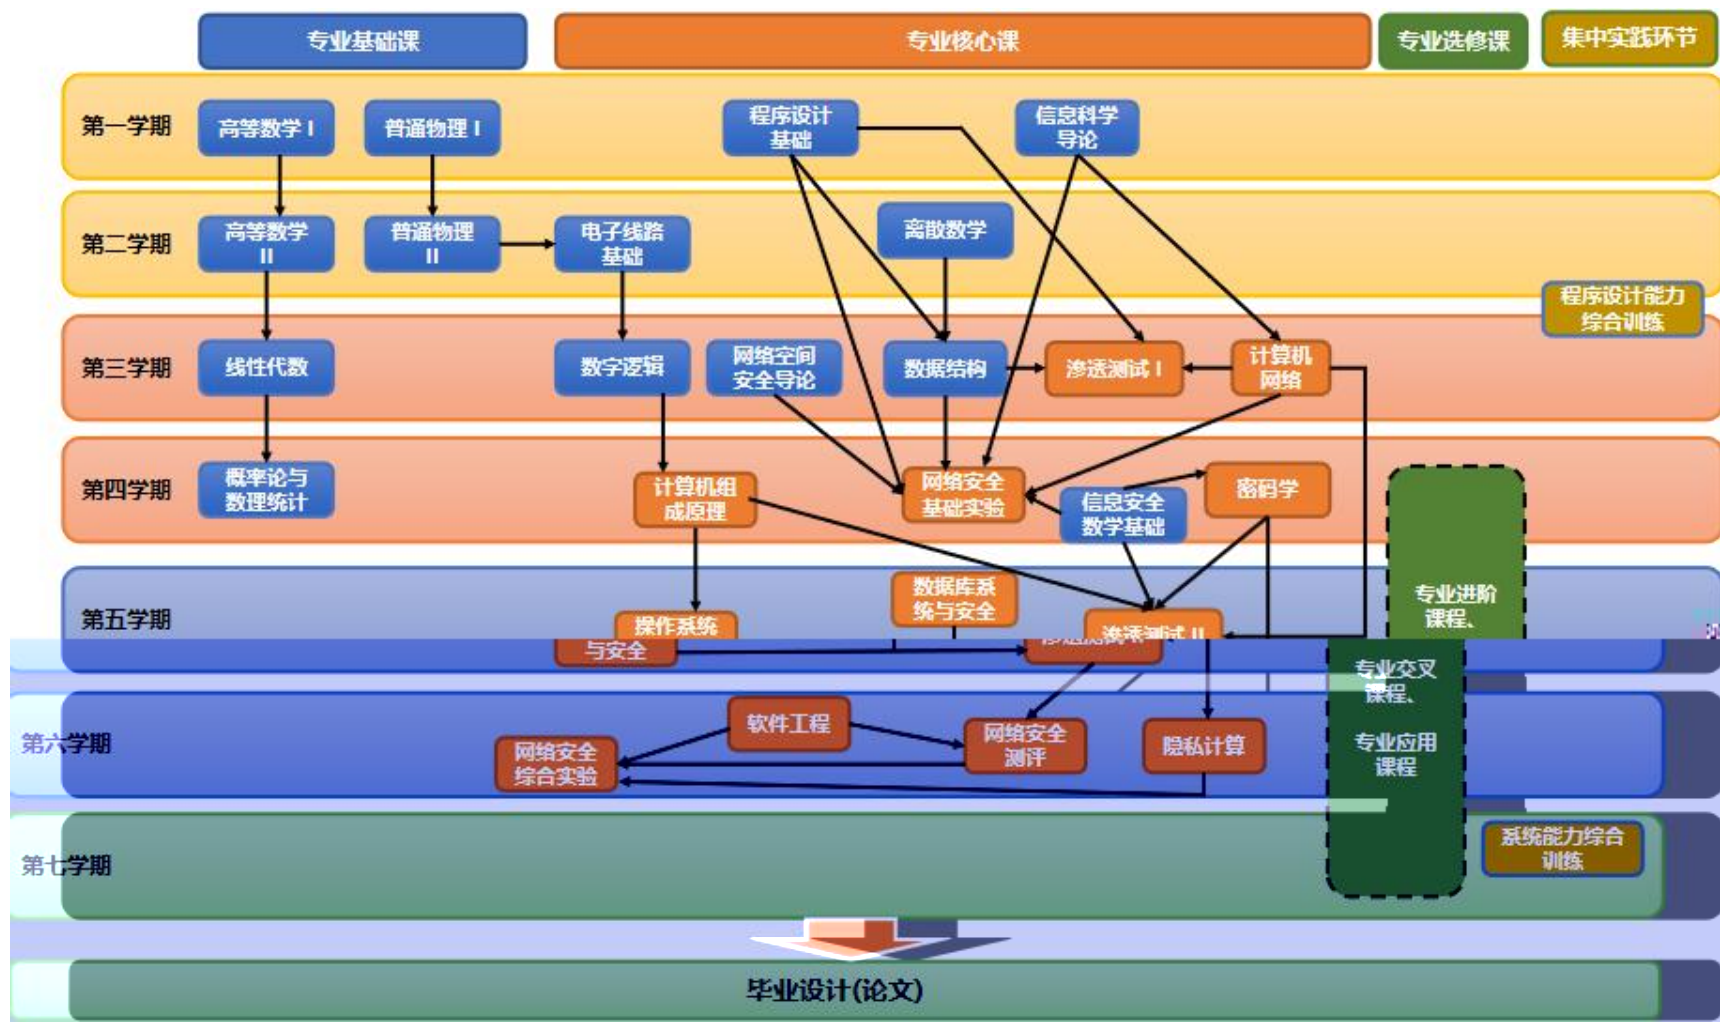 专业基础课
专业核心课
专业选修课
集中实践环节
第一学期
高等数学 I
普通物理 I
程序设计
基础
信息科学
导论
第二学期
高等数学
II
普通物理
II
电子线路
基础
离散数学
程序设计能力
综合训练
第三学期
线性代数
数字逻辑
网络空间
安全导论
数据结构
渗透测试 I
计算机
网络
第四学期
概率论与
数理统计
计算机组
成原理
网络安全
基础实验
信息安全
数学基础
密码学
第五学期
操作系统
与安全
数据库系
统与安全
渗透测试 II
专业进阶
课程、
专业交叉
课程、
专业应用
课程
第六学期
网络安全
综合实验
软件工程
网络安全
测评
隐私计算
第七学期
系统能力综合
训练
毕业设计(论文)